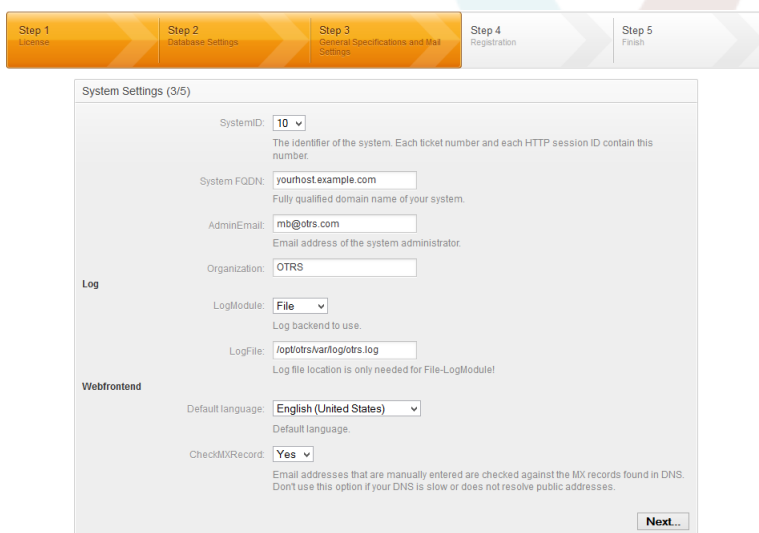 Step 1
License
Step 2
Database Settings
Step 3
General Specifications and Mail
Settings
Step 4
Registration
Step 5
Finish
System Settings (3/5)
SystemID: 10
The identifier of the system. Each ticket number and each HTTP session ID contain this
number.
System FQDN: yourhost.example.com
Fully qualified domain name of your system.
AdminEmail: mb@otrs.com
Email address of the system administrator.
Organization: OTRS
Log
LogModule: File
Log backend to use.
LogFile: /opt/otrs/var/log/otrs.log
Log file location is only needed for File-LogModule!
Webfrontend
Default language: English (United States)
Default language.
CheckMXRecord: Yes
Email addresses that are manually entered are checked against the MX records found in DNS.
Don't use this option if your DNS is slow or does not resolve public addresses.
Next...